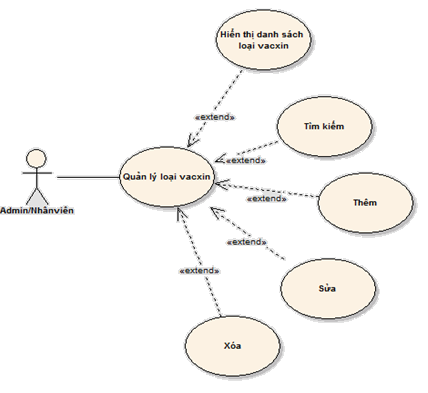 Hiển thị danh sách
loại vacxin
«extend»
Tìm kiếm
«extend»
Quản lý loại vacxin
«extend»
Thêm
Admin/Nhânviên
«extend»
«extend»
Sửa
Xóa